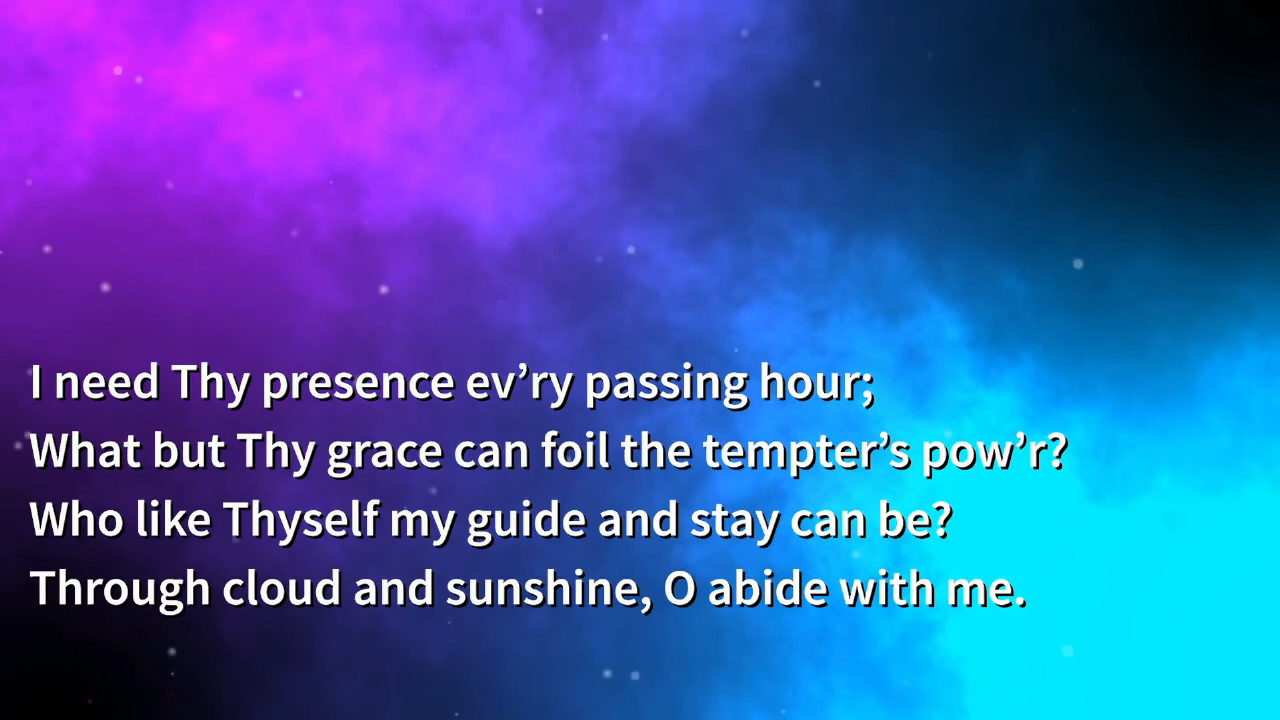 I need Thy presence ev’ry passing hour;
What but Thy grace can foil the tempter’s pow’r?
Who like Thyself my guide and stay can be?
Through cloud and sunshine, O abide with me.